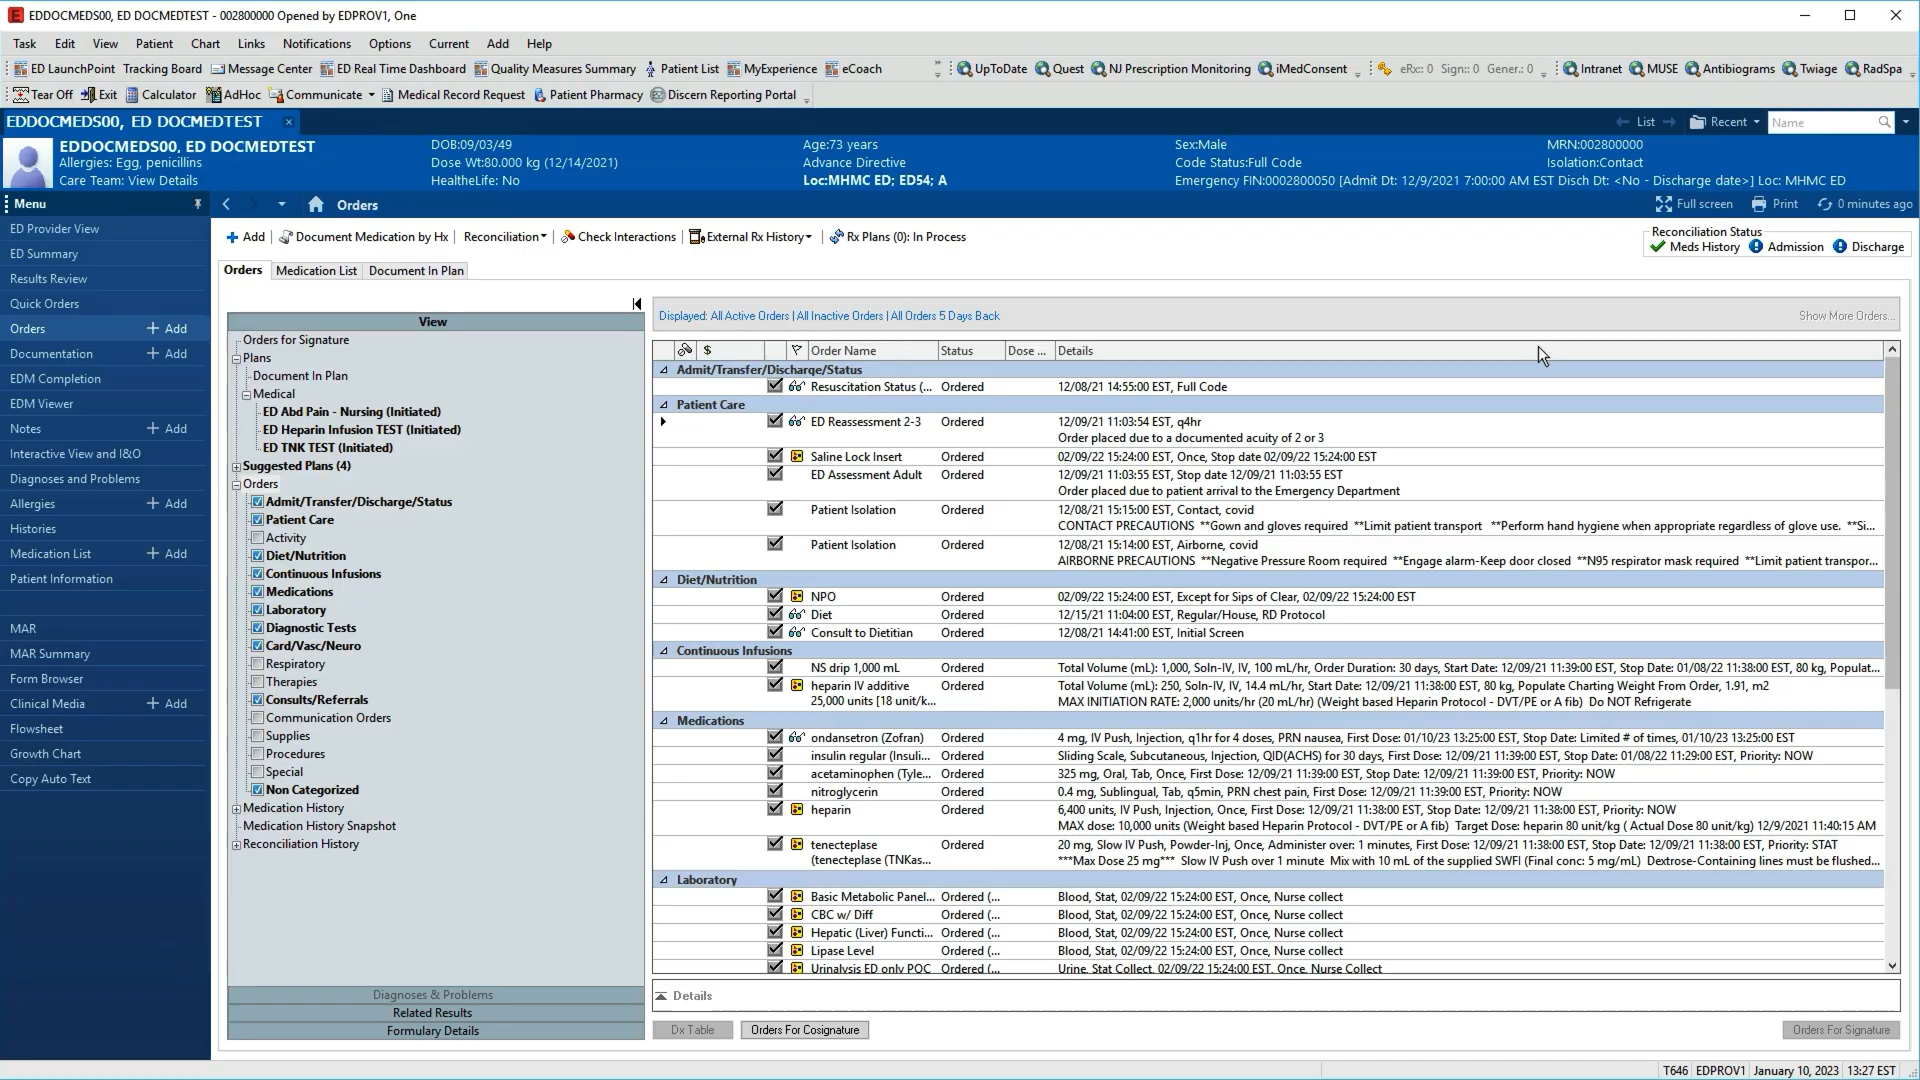 EDDOCMEDS00, ED DOCMEDTEST - 002800000 Opened by EDPROV1, One
Task Edit View Patient Chart Links Notifications Options Current Add Help
ED LaunchPoint Tracking Board Message Center ED Real Time Dashboard Quality Measures Summary Patient List MyExperience eCoach UpToDate Quest NJ Prescription Monitoring iMedConsent eRx:: 0 Sign:: 0 Gener.: 0 Intranet MUSE Antibiograms Twiage RadSpa
Tear Off Exit Calculator AdHoc Communicate Medical Record Request Patient Pharmacy Discern Reporting Portal
EDDOCMEDS00, ED DOCMEDTEST × List Recent Name
EDDOCMEDS00, ED DOCMEDTEST DOB:09/03/49 Age:73 years Sex:Male MRN:002800000
Allergies: Egg, penicillins Dose Wt:80.000 kg (12/14/2021) Advance Directive Code Status:Full Code Isolation:Contact
Care Team: View Details HealtheLife: No Loc:MHMC ED; ED54; A Emergency FIN:0002800050 [Admit Dt: 12/9/2021 7:00:00 AM EST Disch Dt: <No - Discharge date>] Loc: MHMC ED
Menu
ED Provider View
ED Summary
Results Review
Quick Orders
Orders + Add
Documentation + Add
EDM Completion
EDM Viewer
Notes + Add
Interactive View and I&O
Diagnoses and Problems
Allergies + Add
Histories
Medication List + Add
Patient Information
MAR
MAR Summary
Form Browser
Clinical Media + Add
Flowsheet
Growth Chart
Copy Auto Text
Orders Full screen Print 0 minutes ago
+ Add Document Medication by Hx Reconciliation Check Interactions External Rx History Rx Plans (0): In Process
Reconciliation Status
Meds History Admission Discharge
Orders Medication List Document In Plan
View
Orders for Signature
Plans
Document In Plan
Medical
ED Abd Pain - Nursing (Initiated)
ED Heparin Infusion TEST (Initiated)
ED TNK TEST (Initiated)
Suggested Plans (4)
Orders
Admit/Transfer/Discharge/Status
Patient Care
Activity
Diet/Nutrition
Continuous Infusions
Medications
Laboratory
Diagnostic Tests
Card/Vasc/Neuro
Respiratory
Therapies
Consults/Referrals
Communication Orders
Supplies
Procedures
Special
Non Categorized
Medication History
Medication History Snapshot
Reconciliation History
Diagnoses & Problems
Related Results
Formulary Details
Displayed: All Active Orders | All Inactive Orders | All Orders 5 Days Back Show More Orders...
$ Order Name Status Dose ... Details
Admit/Transfer/Discharge/Status
Resuscitation Status (... Ordered 12/08/21 14:55:00 EST, Full Code
Patient Care
ED Reassessment 2-3 Ordered 12/09/21 11:03:54 EST, q4hr
Order placed due to a documented acuity of 2 or 3
Saline Lock Insert Ordered 02/09/22 15:24:00 EST, Once, Stop date 02/09/22 15:24:00 EST
ED Assessment Adult Ordered 12/09/21 11:03:55 EST, Stop date 12/09/21 11:03:55 EST
Order placed due to patient arrival to the Emergency Department
Patient Isolation Ordered 12/08/21 15:15:00 EST, Contact, covid
CONTACT PRECAUTIONS **Gown and gloves required **Limit patient transport **Perform hand hygiene when appropriate regardless of glove use. **Si...
Patient Isolation Ordered 12/08/21 15:14:00 EST, Airborne, covid
AIRBORNE PRECAUTIONS **Negative Pressure Room required **Engage alarm-Keep door closed **N95 respirator mask required **Limit patient transpor...
Diet/Nutrition
NPO Ordered 02/09/22 15:24:00 EST, Except for Sips of Clear, 02/09/22 15:24:00 EST
Diet Ordered 12/15/21 11:04:00 EST, Regular/House, RD Protocol
Consult to Dietitian Ordered 12/08/21 14:41:00 EST, Initial Screen
Continuous Infusions
NS drip 1,000 mL Ordered Total Volume (mL): 1,000, Soln-IV, IV, 100 mL/hr, Order Duration: 30 days, Start Date: 12/09/21 11:39:00 EST, Stop Date: 01/08/22 11:38:00 EST, 80 kg, Populat...
heparin IV additive Ordered Total Volume (mL): 250, Soln-IV, IV, 14.4 mL/hr, Start Date: 12/09/21 11:38:00 EST, 80 kg, Populate Charting Weight From Order, 1.91, m2
25,000 units [18 unit/k... MAX INITIATION RATE: 2,000 units/hr (20 mL/hr) (Weight based Heparin Protocol - DVT/PE or A fib) Do NOT Refrigerate
Medications
ondansetron (Zofran) Ordered 4 mg, IV Push, Injection, q1hr for 4 doses, PRN nausea, First Dose: 01/10/23 13:25:00 EST, Stop Date: Limited # of times, 01/10/23 13:25:00 EST
insulin regular (Insuli... Ordered Sliding Scale, Subcutaneous, Injection, QID(ACHS) for 30 days, First Dose: 12/09/21 11:39:00 EST, Stop Date: 01/08/22 11:29:00 EST, Priority: NOW
acetaminophen (Tyle... Ordered 325 mg, Oral, Tab, Once, First Dose: 12/09/21 11:39:00 EST, Stop Date: 12/09/21 11:39:00 EST, Priority: NOW
nitroglycerin Ordered 0.4 mg, Sublingual, Tab, q5min, PRN chest pain, First Dose: 12/09/21 11:39:00 EST, Priority: NOW
heparin Ordered 6,400 units, IV Push, Injection, Once, First Dose: 12/09/21 11:38:00 EST, Stop Date: 12/09/21 11:38:00 EST, Priority: NOW
MAX dose: 10,000 units (Weight based Heparin Protocol - DVT/PE or A fib) Target Dose: heparin 80 unit/kg ( Actual Dose 80 unit/kg) 12/9/2021 11:40:15 AM
tenecteplase Ordered 20 mg, Slow IV Push, Powder-Inj, Once, Administer over: 1 minutes, First Dose: 12/09/21 11:38:00 EST, Stop Date: 12/09/21 11:38:00 EST, Priority: STAT
(tenecteplase (TNKas... ***Max Dose 25 mg*** Slow IV Push over 1 minute Mix with 10 mL of the supplied SWFI (Final conc: 5 mg/mL) Dextrose-Containing lines must be flushed...
Laboratory
Basic Metabolic Panel... Ordered (... Blood, Stat, 02/09/22 15:24:00 EST, Once, Nurse collect
CBC w/ Diff Ordered (... Blood, Stat, 02/09/22 15:24:00 EST, Once, Nurse collect
Hepatic (Liver) Functi... Ordered (... Blood, Stat, 02/09/22 15:24:00 EST, Once, Nurse collect
Lipase Level Ordered (... Blood, Stat, 02/09/22 15:24:00 EST, Once, Nurse collect
Urinalysis ED only POC Ordered (... Urine, Stat Collect, 02/09/22 15:24:00 EST, Once, Nurse Collect
Details
Dx Table Orders For Cosignature Orders For Signature
T646 EDPROV1 January 10, 2023 13:27 EST